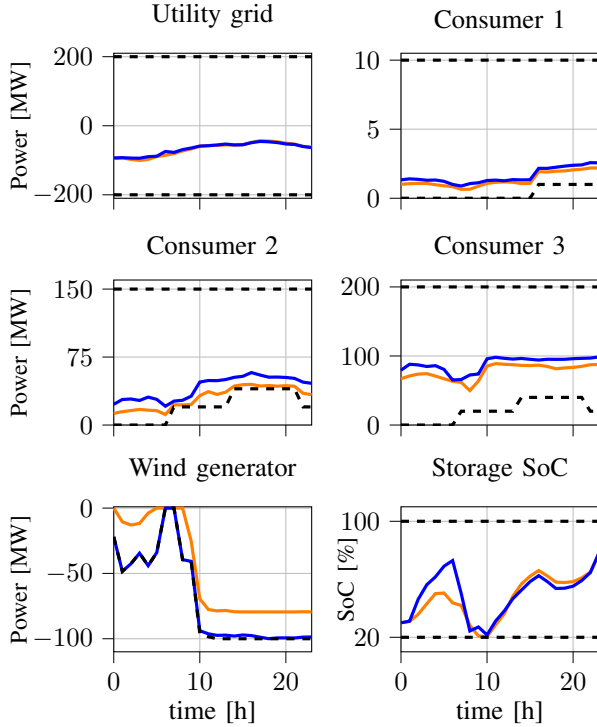 Utility grid
Consumer 1
Power [MW]
200
0
−200
10
5
0
Consumer 2
Consumer 3
Power [MW]
150
75
0
200
100
0
Wind generator
Storage SoC
Power [MW]
0
−50
−100
SoC [%]
100
20
0
10
20
0
10
20
time [h]
time [h]